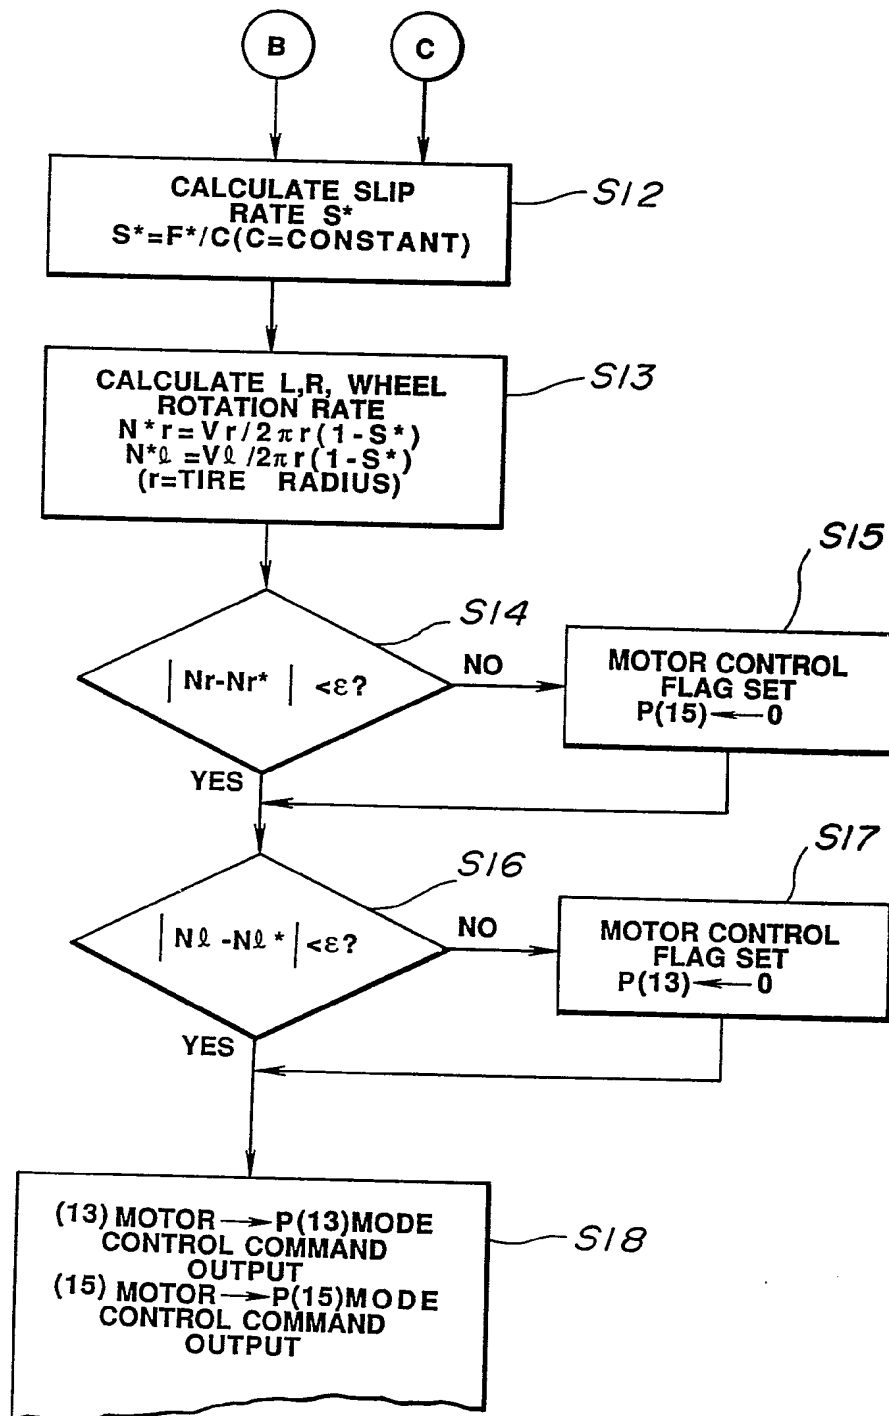 B
C
CALCULATE SLIP
RATE S*
S*=F*/C(C=CONSTANT)
S12
CALCULATE L,R, WHEEL
ROTATION RATE
N*r=Vr/2πr(1-S*)
N*ℓ=Vℓ/2πr(1-S*)
(r=TIRE RADIUS)
S13
S14
|Nr-Nr*|<ε?
NO
YES
S15
MOTOR CONTROL
FLAG SET
P(15)←0
S16
|Nℓ-Nℓ*|<ε?
NO
YES
S17
MOTOR CONTROL
FLAG SET
P(13)←0
(13) MOTOR→P(13)MODE
CONTROL COMMAND
OUTPUT
(15) MOTOR→P(15)MODE
CONTROL COMMAND
OUTPUT
S18